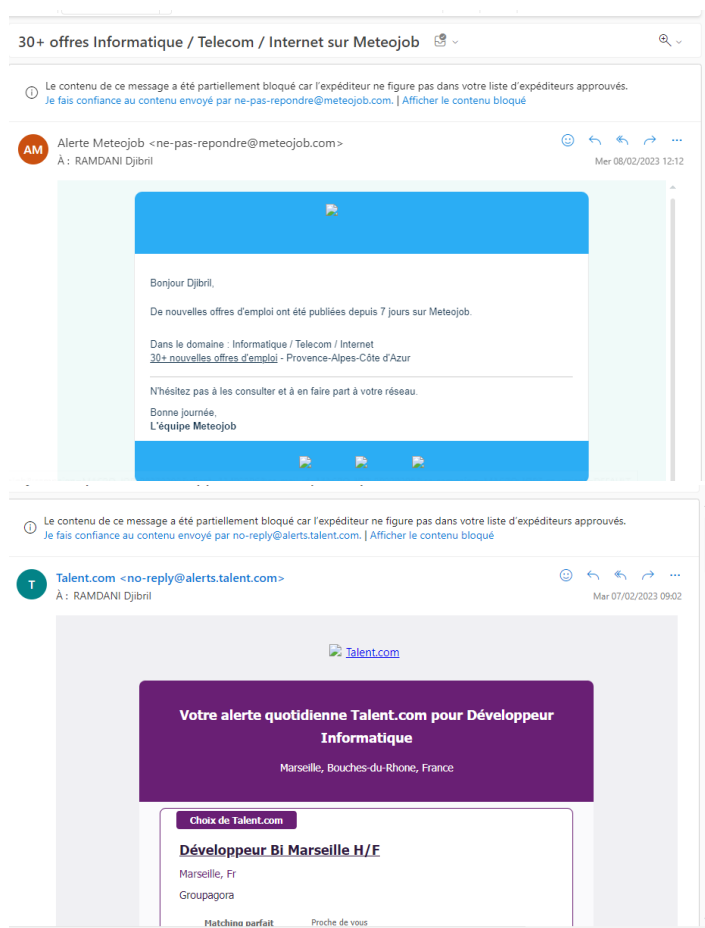 30+ offres Informatique / Telecom / Internet sur Meteojob
Le contenu de ce message a été partiellement bloqué car l'expéditeur ne figure pas dans votre liste d'expéditeurs approuvés.
Je fais confiance au contenu envoyé par ne-pas-repondre@meteojob.com. | Afficher le contenu bloqué
AM
Alerte Meteojob <ne-pas-repondre@meteojob.com>
À : RAMDANI Djibril
Mer 08/02/2023 12:12
Bonjour Djibril,
De nouvelles offres d'emploi ont été publiées depuis 7 jours sur Meteojob.
Dans le domaine : Informatique / Telecom / Internet
30+ nouvelles offres d'emploi - Provence-Alpes-Côte d'Azur
N'hésitez pas à les consulter et à en faire part à votre réseau.
Bonne journée,
L'équipe Meteojob
Le contenu de ce message a été partiellement bloqué car l'expéditeur ne figure pas dans votre liste d'expéditeurs approuvés.
Je fais confiance au contenu envoyé par no-reply@alerts.talent.com. | Afficher le contenu bloqué
T
Talent.com <no-reply@alerts.talent.com>
À : RAMDANI Djibril
Mar 07/02/2023 09:02
Talent.com
Votre alerte quotidienne Talent.com pour Développeur
Informatique
Marseille, Bouches-du-Rhone, France
Choix de Talent.com
Développeur Bi Marseille H/F
Marseille, Fr
Groupagora
Matching parfait Proche de vous